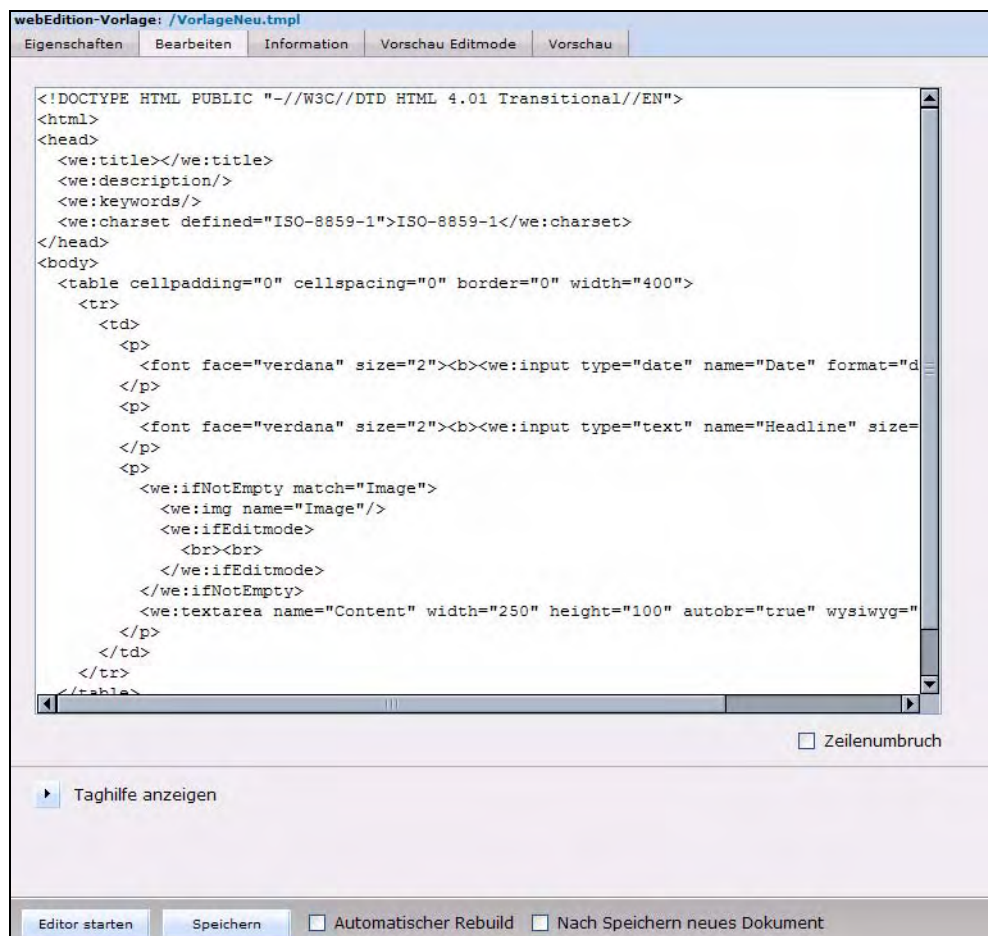 webEdition-Vorlage: /VorlageNeu.tmpl
Eigenschaften Bearbeiten Information Vorschau Editmode Vorschau
<!DOCTYPE HTML PUBLIC "-//W3C//DTD HTML 4.01 Transitional//EN">
<html>
<head>
  <we:title></we:title>
  <we:description/>
  <we:keywords/>
  <we:charset defined="ISO-8859-1">ISO-8859-1</we:charset>
</head>
<body>
  <table cellpadding="0" cellspacing="0" border="0" width="400">
    <tr>
      <td>
        <p>
          <font face="verdana" size="2"><b><we:input type="date" name="Date" format="d
        </p>
        <p>
          <font face="verdana" size="2"><b><we:input type="text" name="Headline" size=
        </p>
        <p>
          <we:ifNotEmpty match="Image">
            <we:img name="Image"/>
            <we:ifEditmode>
              <br><br>
            </we:ifEditmode>
          </we:ifNotEmpty>
          <we:textarea name="Content" width="250" height="100" autobr="true" wysiwyg="
        </p>
      </td>
    </tr>
  </table>
Zeilenumbruch
Taghilfe anzeigen
Editor starten Speichern Automatischer Rebuild Nach Speichern neues Dokument